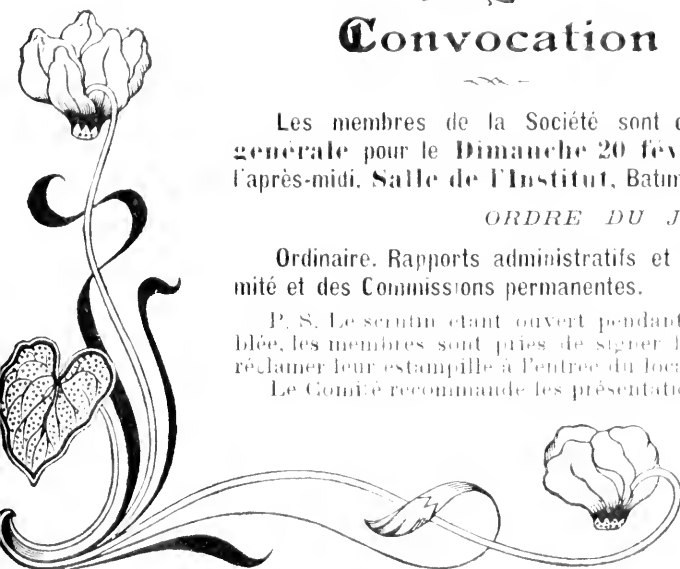 Convocation
Les membres de la Société sont
générale pour le Dimanche 20 fév
l'après-midi. Salle de l'Institut, Batim
ORDRE DU J
Ordinaire. Rapports administratifs et
mité et des Commissions permanentes.
P. S. Le scrutin étant ouvert pendant
blée, les membres sont priés de signer l
réclamer leur estampille à l'entrée du loca
Le Comité recommande les présentatio